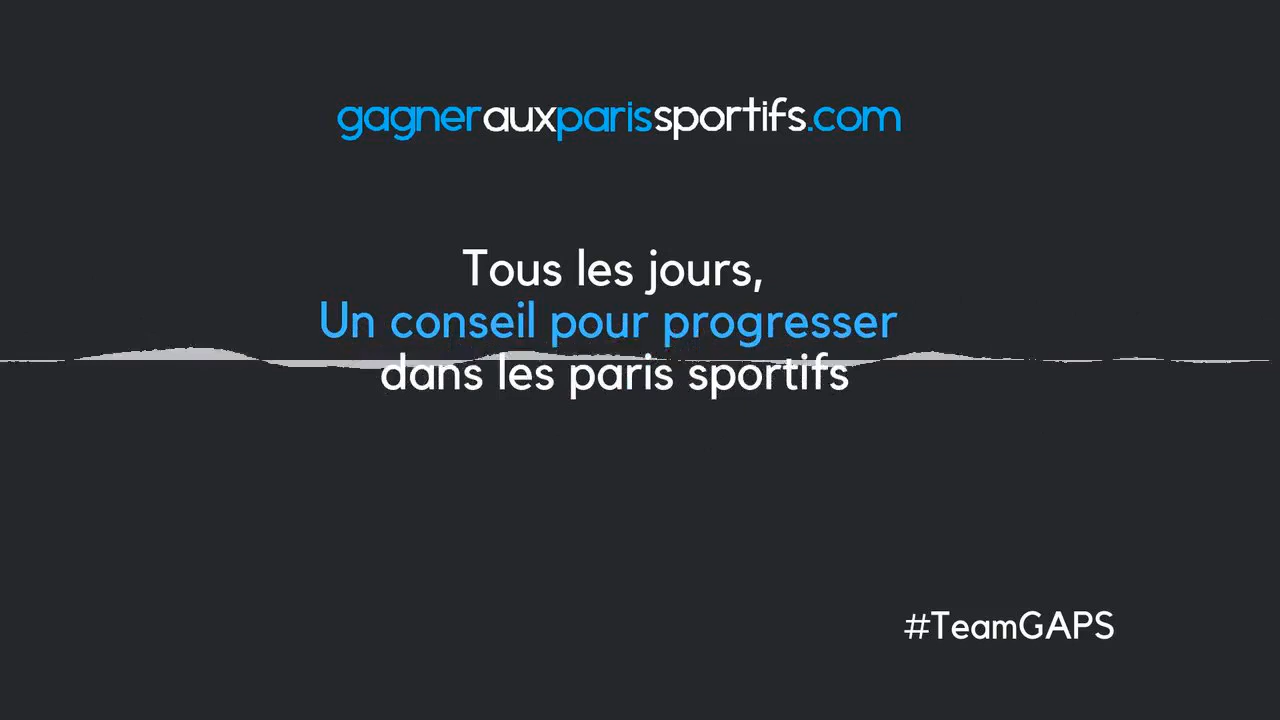 gagnerauxparissportifs.com
Tous les jours,
Un conseil pour progresser
dans les paris sportifs
#TeamGAPS